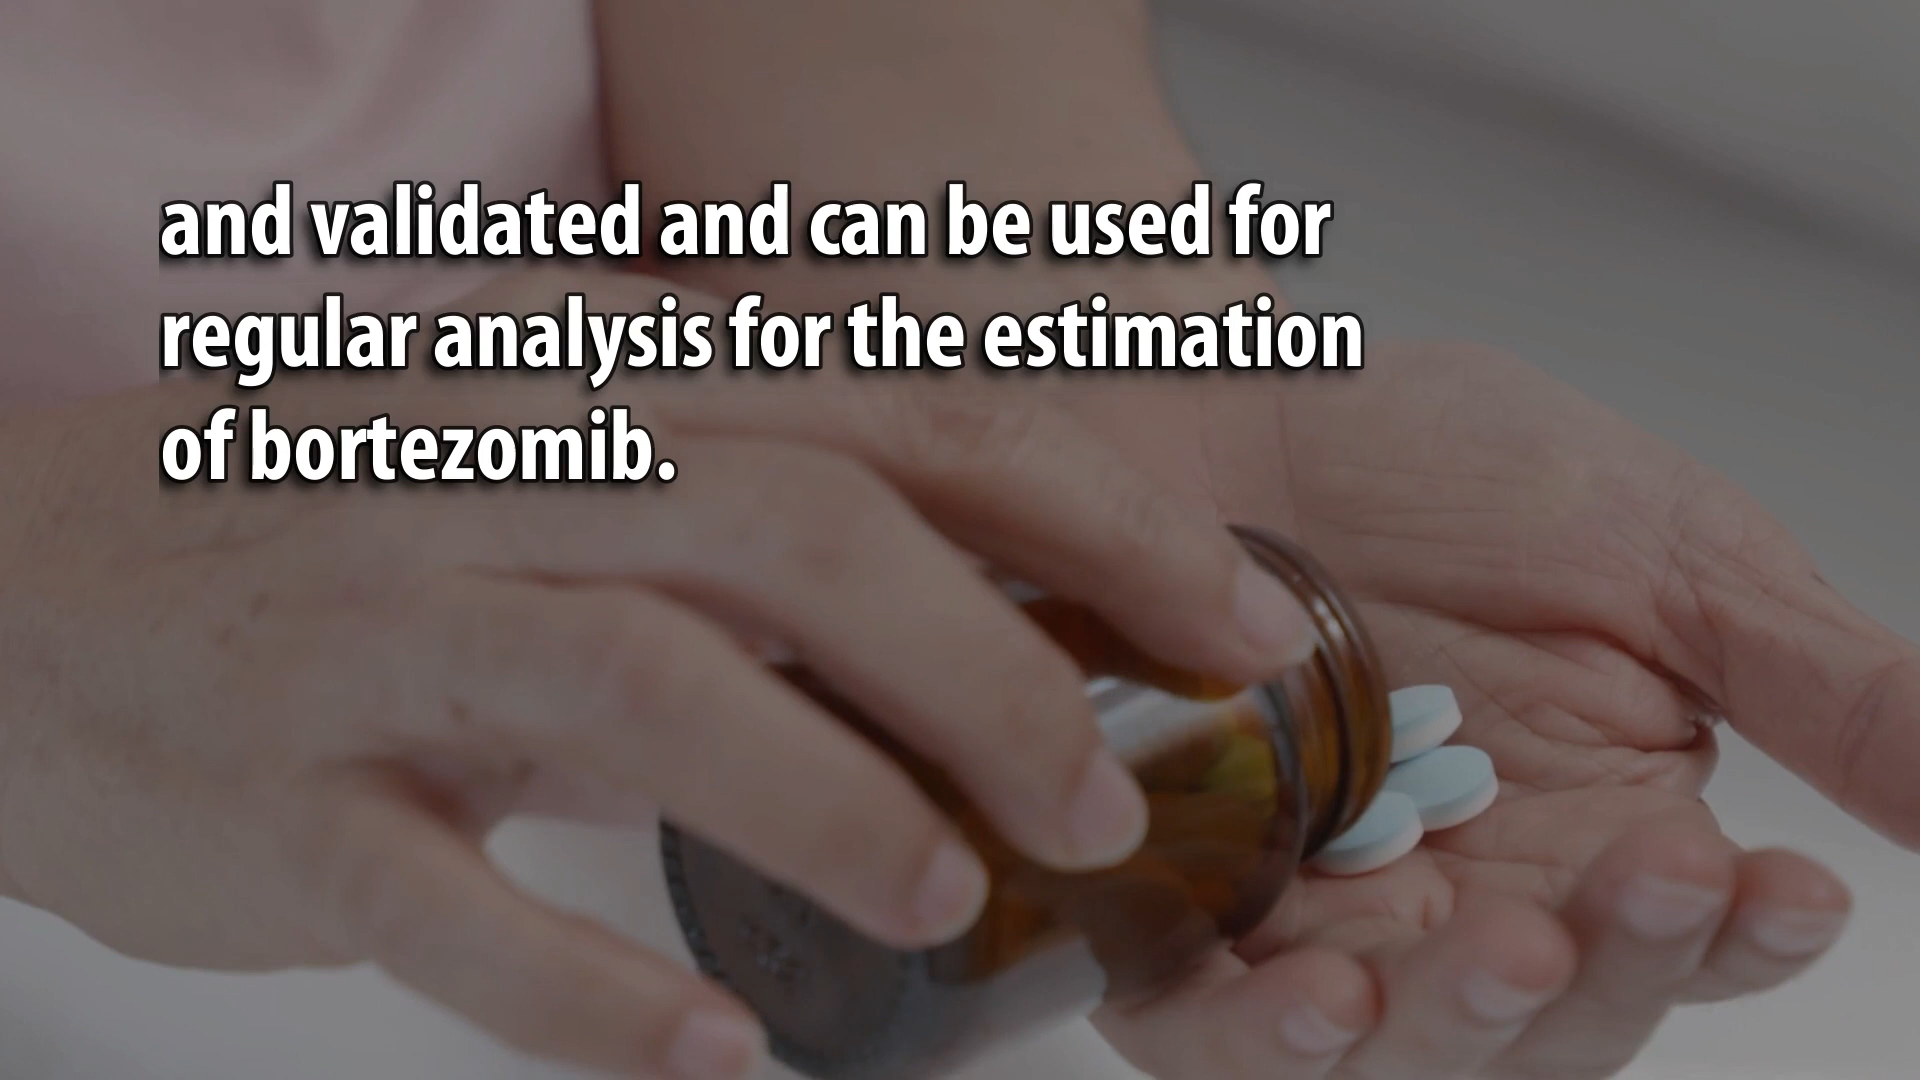 and validated and can be used for
regular analysis for the estimation
of bortezomib.